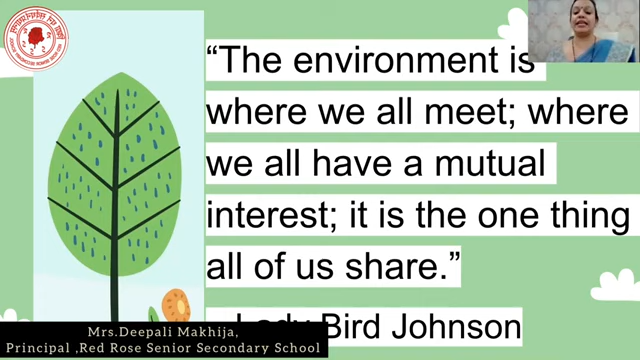 “The environment is
where we all meet; where
we all have a mutual
interest; it is the one thing
all of us share.”
Lady Bird Johnson
Mrs.Deepali Makhija,
Principal ,Red Rose Senior Secondary School